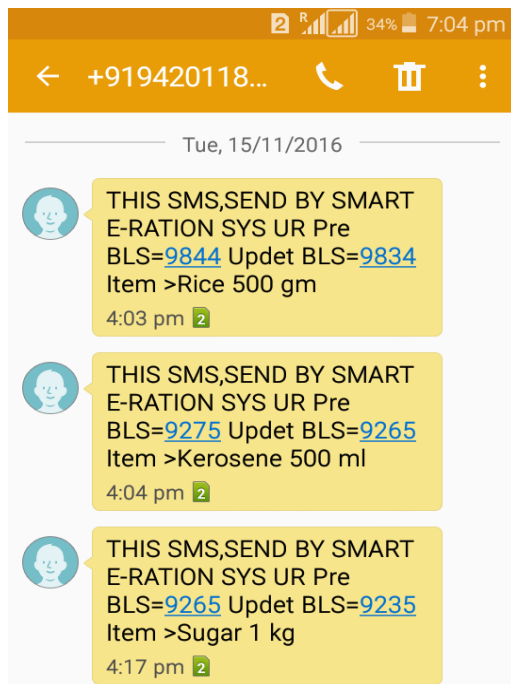 2 R 34% 7:04 pm
+919420118...
Tue, 15/11/2016
THIS SMS,SEND BY SMART
E-RATION SYS UR Pre
BLS=9844 Updet BLS=9834
Item >Rice 500 gm
4:03 pm 2
THIS SMS,SEND BY SMART
E-RATION SYS UR Pre
BLS=9275 Updet BLS=9265
Item >Kerosene 500 ml
4:04 pm 2
THIS SMS,SEND BY SMART
E-RATION SYS UR Pre
BLS=9265 Updet BLS=9235
Item >Sugar 1 kg
4:17 pm 2